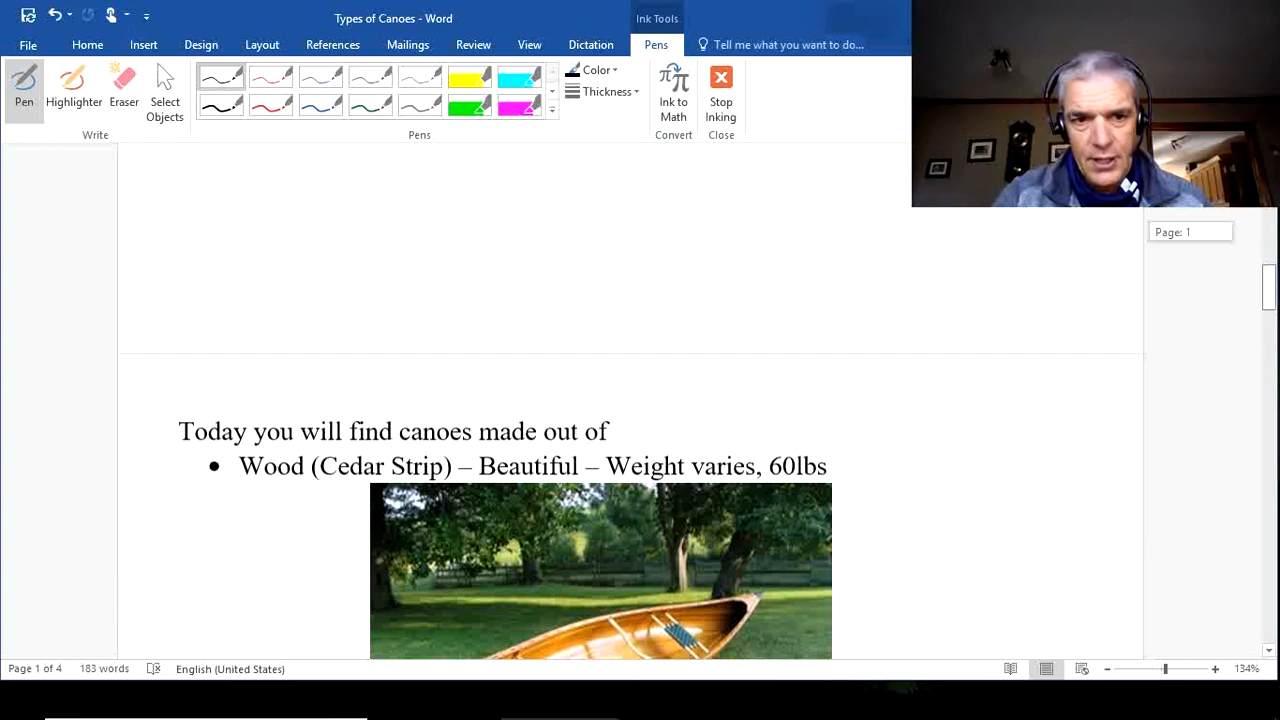 Types of Canoes - Word
Ink Tools
File
Home
Insert
Design
Layout
References
Mailings
Review
View
Dictation
Pens
Tell me what you want to do...
Pen
Highlighter
Eraser
Select Objects
Color
Thickness
Ink to Math
Stop Inking
Write
Pens
Convert
Close
Page: 1
Today you will find canoes made out of
• Wood (Cedar Strip) – Beautiful – Weight varies, 60lbs
Page 1 of 4
183 words
English (United States)
134%